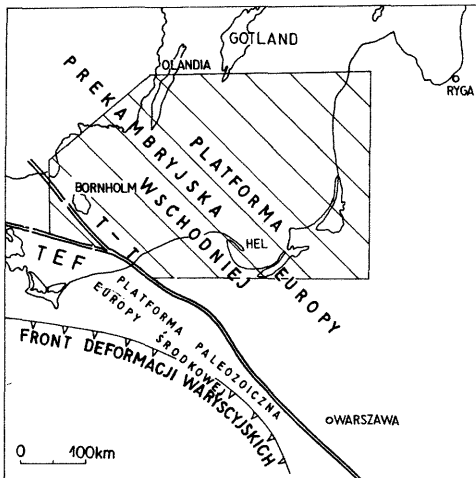 GOTLAND
OLANDIA
RYGA
PREKAMBRYJSKA
PLATFORMA
WSCHODNIEJ
EUROPY
BORNHOLM
HEL
T-T
TEF
PLATFORMA PALEOZOICZNA
EUROPY ŚRODKOWEJ
FRONT DEFORMACJI WARYSCYJSKICH
WARSZAWA
0 100km